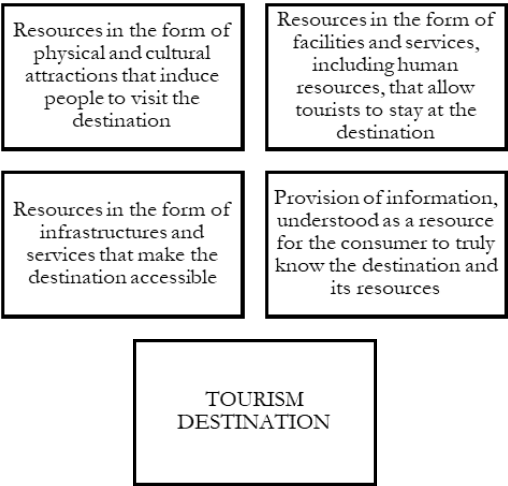 Resources in the form of
physical and cultural
attractions that induce
people to visit the
destination
Resources in the form of
facilities and services,
including human
resources, that allow
tourists to stay at the
destination
Resources in the form of
infrastructures and
services that make the
destination accessible
Provision of information,
understood as a resource
for the consumer to truly
know the destination and
its resources
TOURISM
DESTINATION